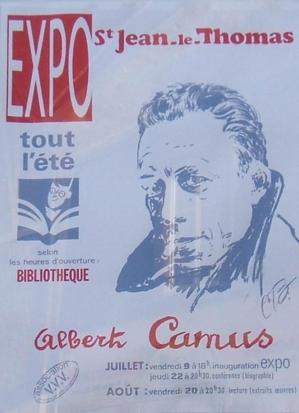 EXPO
St Jean-le-Thomas
tout
l'été
selon
les heures d'ouverture:
BIBLIOTHEQUE
Albert Camus
JUILLET: vendredi 9 à 18h, inauguration expo
jeudi 22 à 20h30, conférence (biographie)
AOÛT: vendredi 20 à 20h30, lecture (extraits œuvres)
association